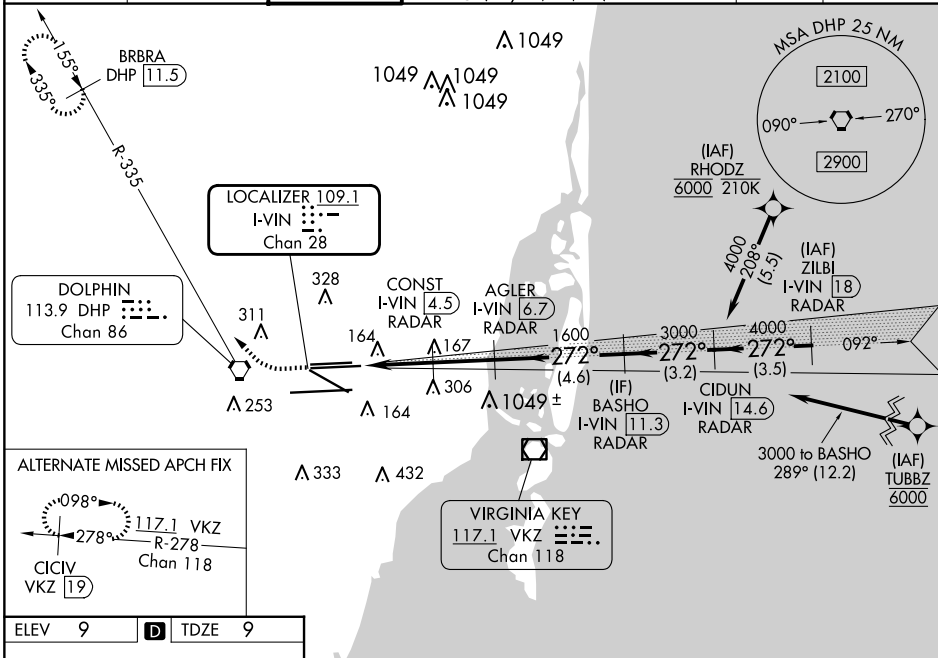 BRBRA
DHP 11.5
155°
335°
R-335
1049
1049
1049
1049
MSA DHP 25 NM
2100
090°
270°
2900
(IAF)
RHODZ
6000 210K
4000
208°
(5.5)
LOCALIZER 109.1
I-VIN
Chan 28
DOLPHIN
113.9 DHP
Chan 86
311
328
CONST
I-VIN 4.5
RADAR
AGLER
I-VIN 6.7
RADAR
(IAF)
ZILBI
I-VIN 18
RADAR
164
167
1600
3000
4000
272°
272°
272°
092°
(4.6)
(3.2)
(3.5)
253
164
306
1049 ±
(IF)
BASHO
I-VIN 11.3
RADAR
CIDUN
I-VIN 14.6
RADAR
3000 to BASHO
289° (12.2)
(IAF)
TUBBZ
6000
333
432
VIRGINIA KEY
117.1 VKZ
Chan 118
ALTERNATE MISSED APCH FIX
098°
278°
117.1 VKZ
R-278
Chan 118
CICIV
VKZ 19
ELEV 9 D TDZE 9